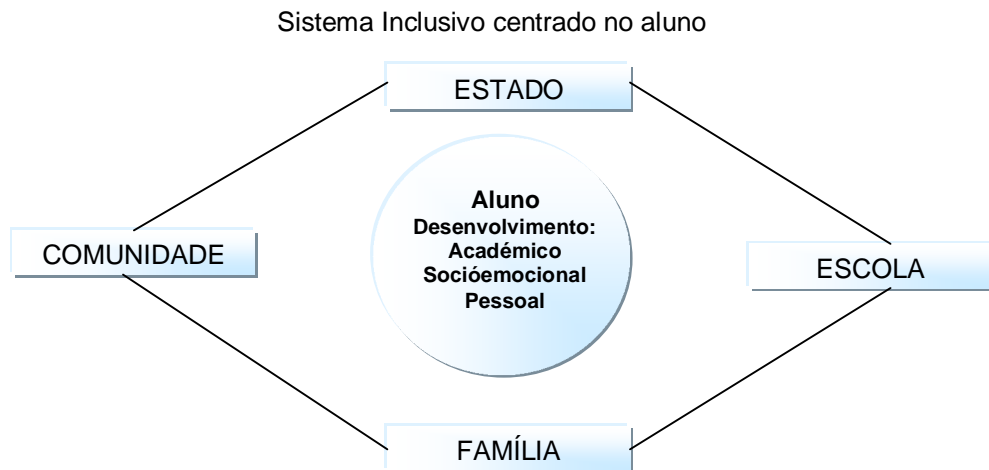 Sistema Inclusivo centrado no aluno
ESTADO
Aluno
Desenvolvimento:
Académico
Socióemocional
Pessoal
COMUNIDADE
ESCOLA
FAMÍLIA